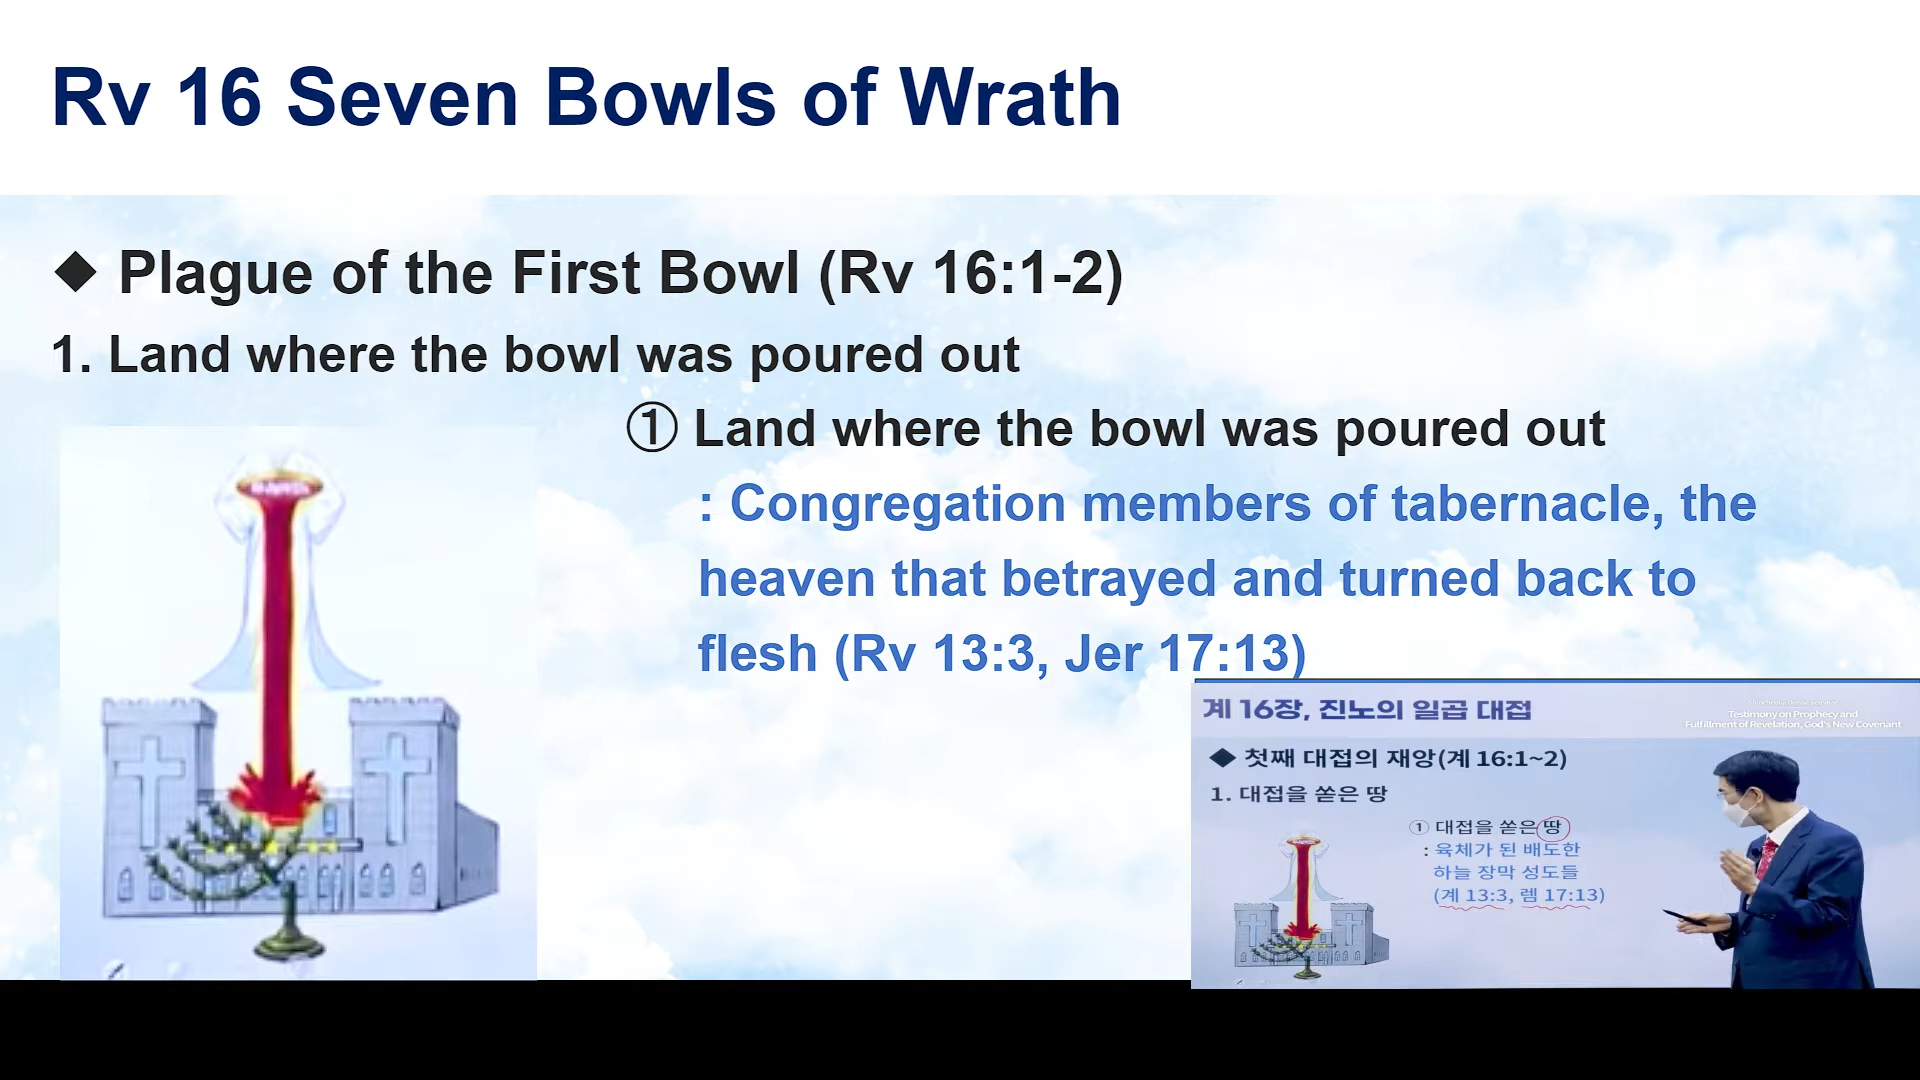 Rv 16 Seven Bowls of Wrath
◆ Plague of the First Bowl (Rv 16:1-2)
1. Land where the bowl was poured out
① Land where the bowl was poured out
: Congregation members of tabernacle, the
heaven that betrayed and turned back to
flesh (Rv 13:3, Jer 17:13)
계 16장, 진노의 일곱 대접
Testimony on Prophecy and
Fulfillment of Revelation, God's New Covenant
◆ 첫째 대접의 재앙(계 16:1~2)
1. 대접을 쏟은 땅
① 대접을 쏟은 땅
: 육체가 된 배도한
하늘 장막 성도들
(계 13:3, 렘 17:13)